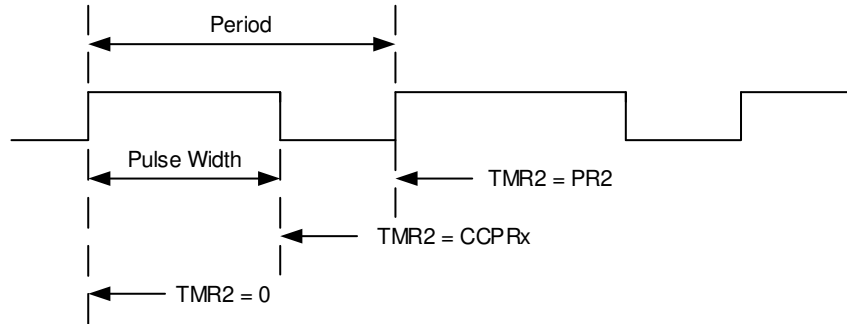 Period
Pulse Width
TMR2 = PR2
TMR2 = CCPRx
TMR2 = 0